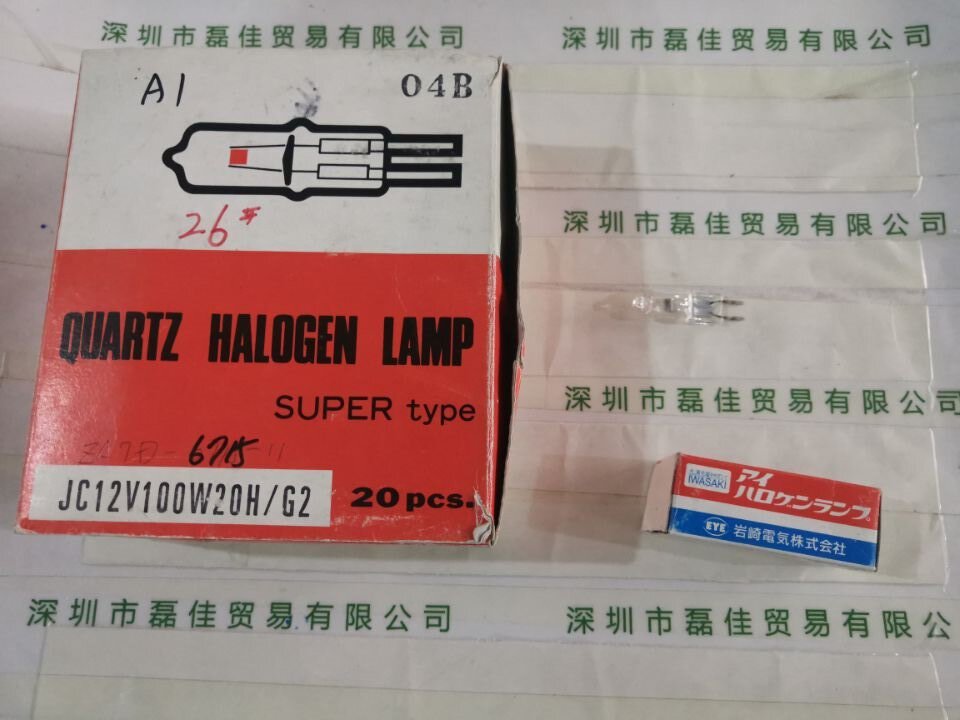 深圳市磊佳贸易有限公司
深圳市磊佳贸易有限公司
A1
04B
26#
深圳市磊佳贸易有限公司
QUARTZ HALOGEN LAMP
SUPER type
深圳市磊佳贸易有限公司
6715
JC12V100W20H/G2
20 pcs.
IWASAKI
アイ
ハロゲンランプ
EYE 岩崎電気株式会社
深圳市磊佳贸易有限公司
深圳市磊佳贸易有限公